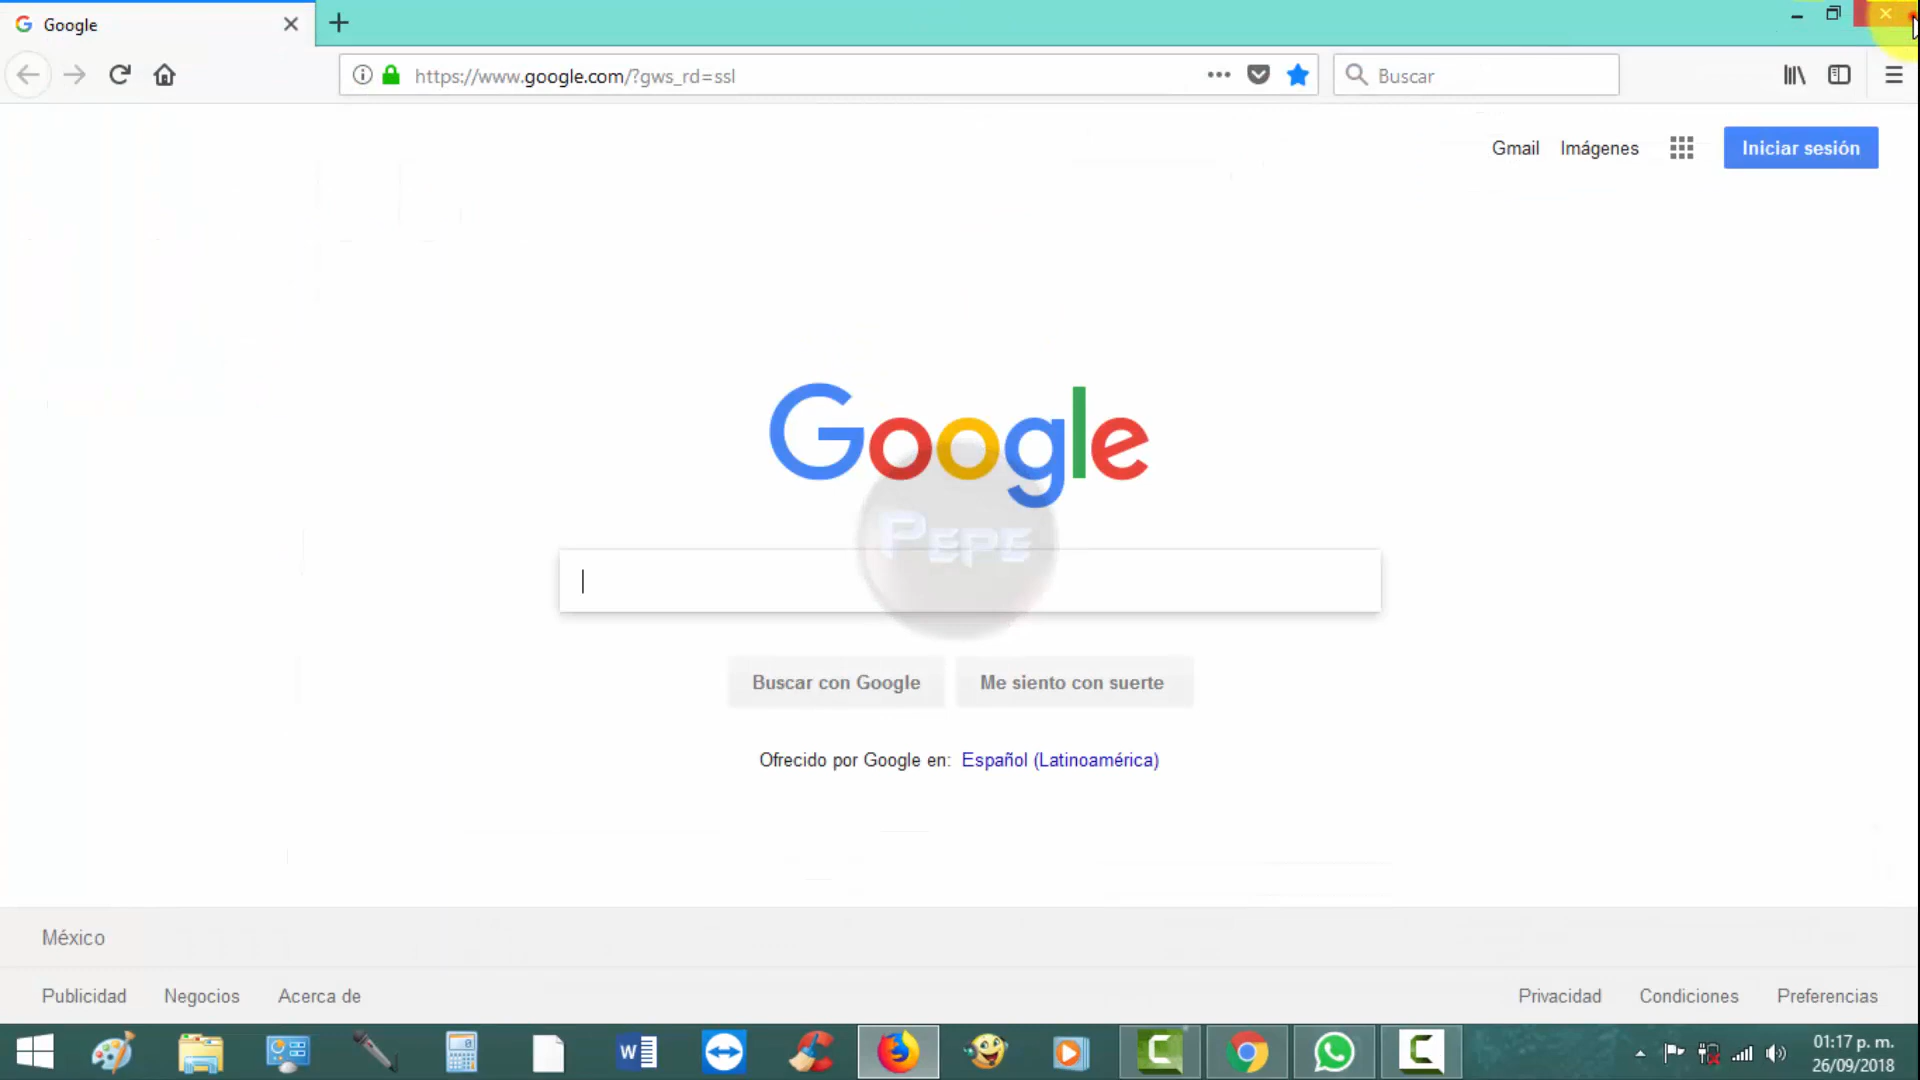 Google
https://www.google.com/?gws_rd=ssl
Buscar
Gmail
Imágenes
Iniciar sesión
Google
PEPE
Buscar con Google
Me siento con suerte
Ofrecido por Google en: Español (Latinoamérica)
México
Publicidad
Negocios
Acerca de
Privacidad
Condiciones
Preferencias
01:17 p. m.
26/09/2018